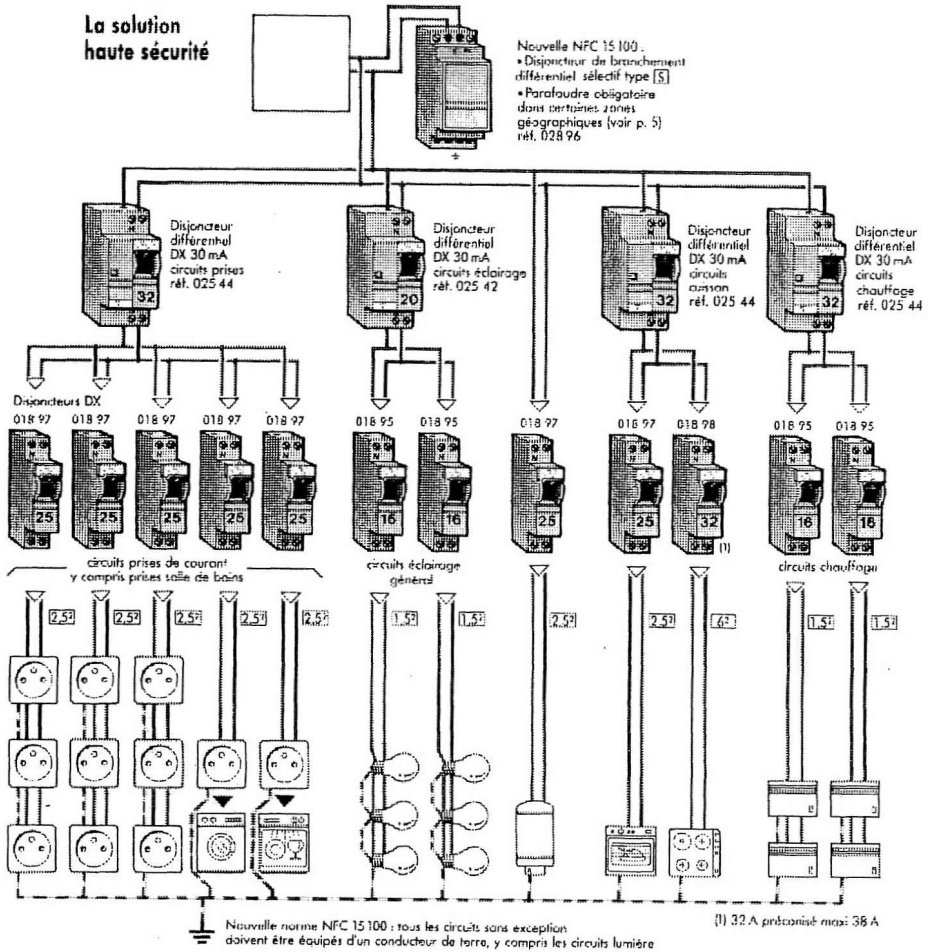 La solution
haute sécurité
Nouvelle NFC 15 100 :
• Disjoncteur de branchement
différentiel sélectif type S
• Parafoudre obligatoire
dans certaines zones
géographiques (voir p. 5)
réf. 028 96
Disjoncteur
différentiel
DX 30 mA
circuits prises
réf. 025 44
32
Disjoncteur
différentiel
DX 30 mA
circuits éclairage
réf. 025 42
20
Disjoncteur
différentiel
DX 30 mA
circuits
cuisson
réf. 025 44
32
Disjoncteur
différentiel
DX 30 mA
circuits
chauffage
réf. 025 44
32
Disjoncteurs DX
018 97 018 97 018 97 018 97 018 97 018 95 018 95 018 97 018 97 018 98 018 95 018 95
N N N N N N N N N N N N
25 25 25 25 25 16 16 25 25 32 16 16
(1)
circuits prises de courant
y compris prises salle de bains
circuits éclairage
général
circuits chauffage
2,5² 2,5² 2,5² 2,5² 2,5² 1,5² 1,5² 2,5² 2,5² 6² 1,5² 1,5²
Nouvelle norme NFC 15 100 : tous les circuits sans exception
doivent être équipés d'un conducteur de terre, y compris les circuits lumière
(1) 32 A préconisé maxi 38 A